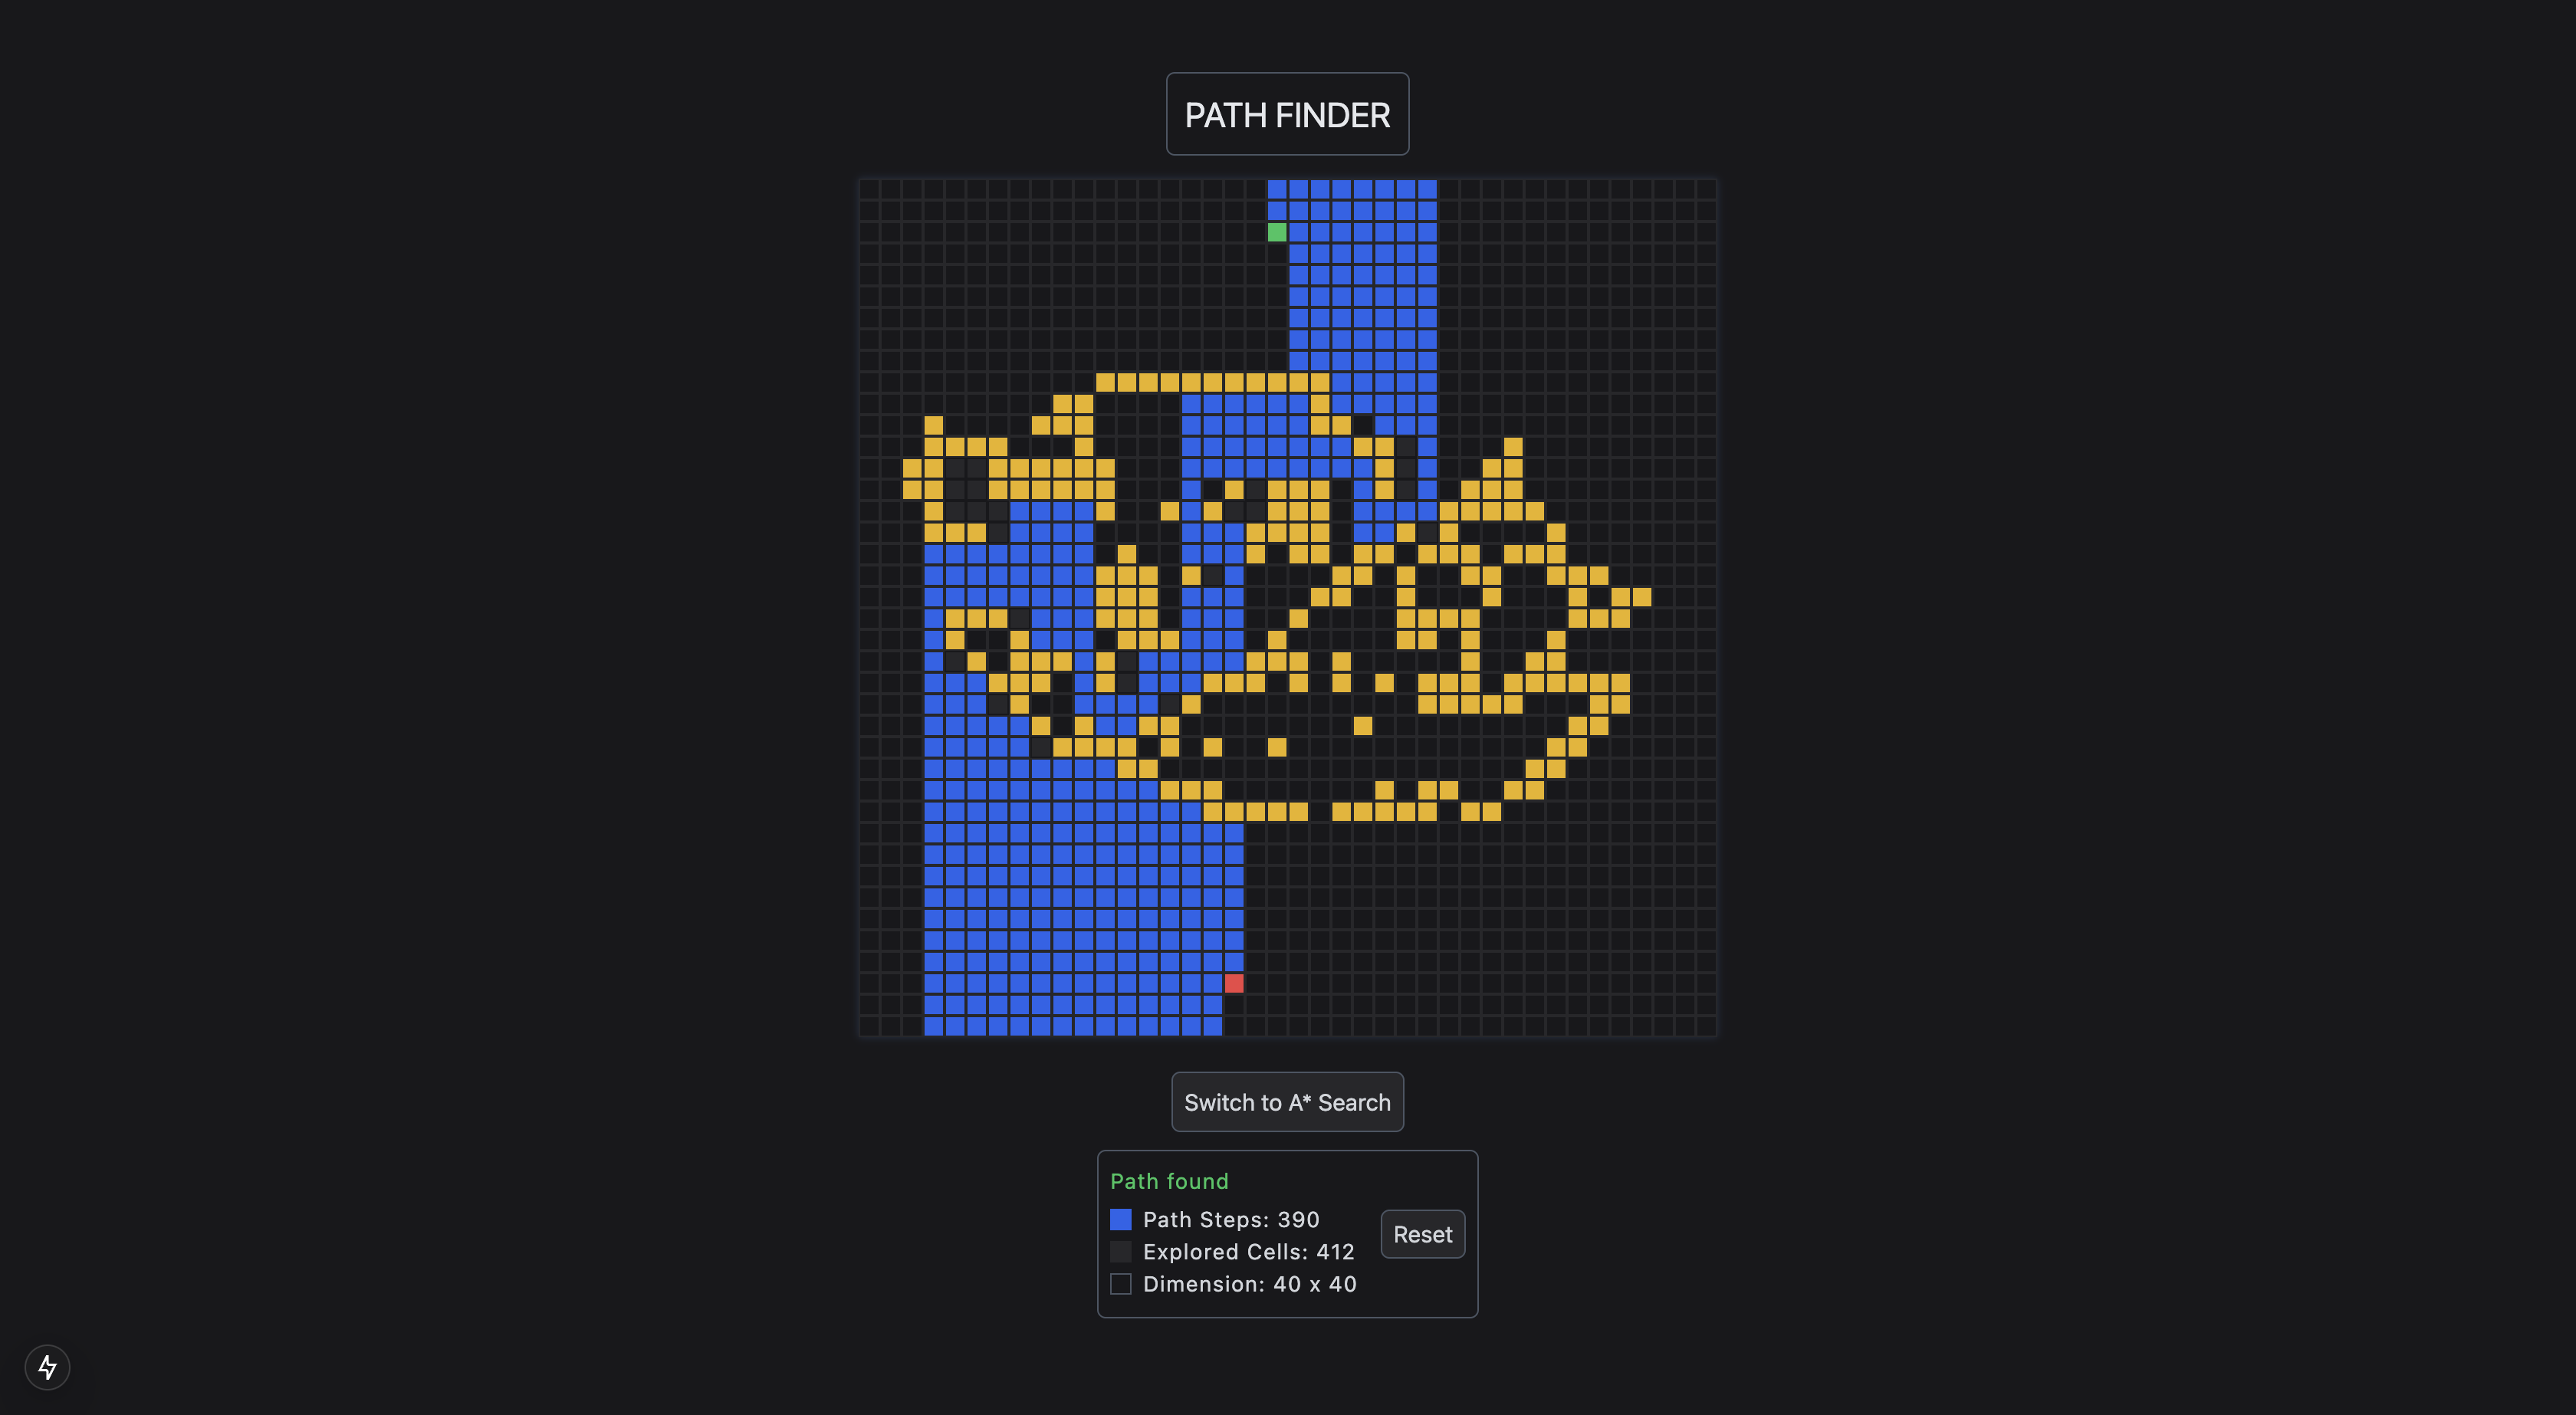 PATH FINDER
Switch to A* Search
Path found
Path Steps: 390
Explored Cells: 412
Reset
Dimension: 40 x 40